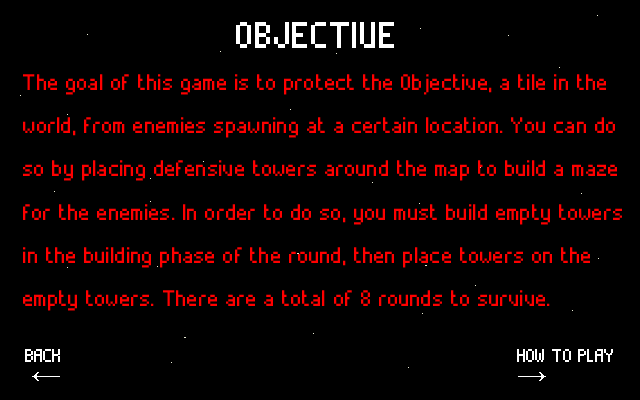 OBJECTIVE
The goal of this game is to protect the Objective, a tile in the
world, from enemies spawning at a certain location. You can do
so by placing defensive towers around the map to build a maze
for the enemies. In order to do so, you must build empty towers
in the building phase of the round, then place towers on the
empty towers. There are a total of 8 rounds to survive.
BACK
HOW TO PLAY